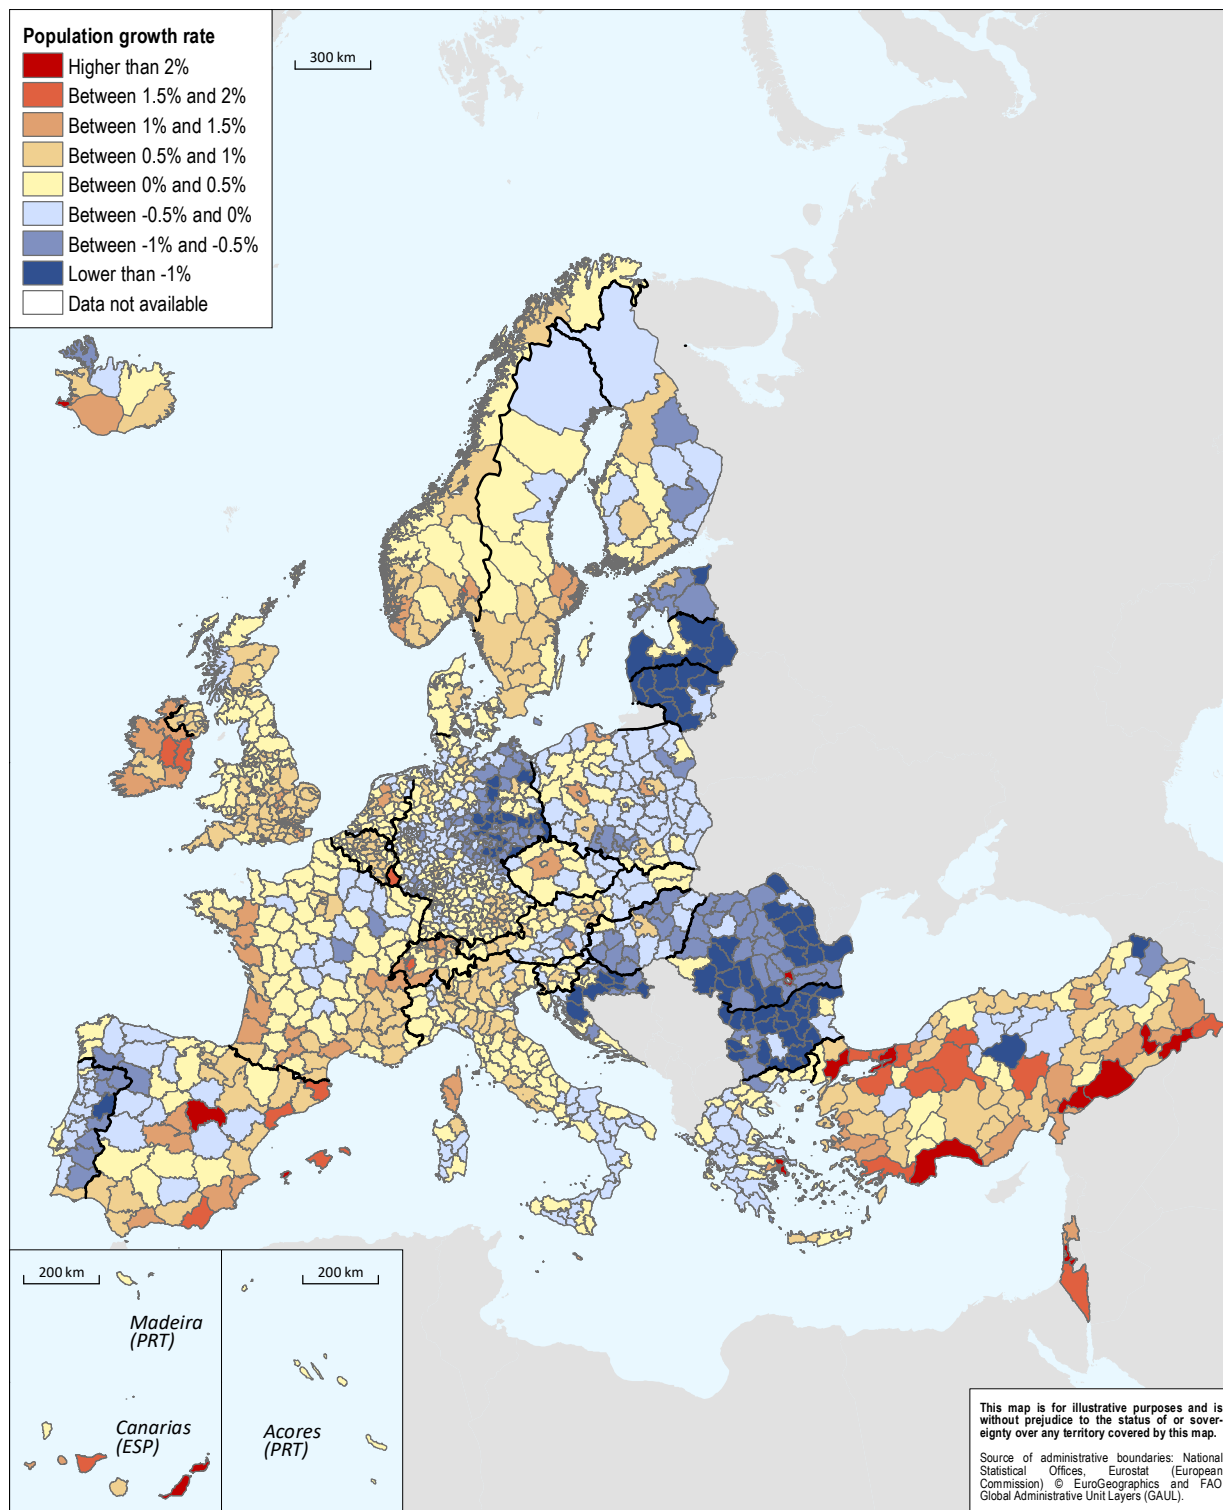 Population growth rate
Higher than 2%
Between 1.5% and 2%
Between 1% and 1.5%
Between 0.5% and 1%
Between 0% and 0.5%
Between -0.5% and 0%
Between -1% and -0.5%
Lower than -1%
Data not available
300 km
200 km
Madeira
(PRT)
Canarias
(ESP)
200 km
Acores
(PRT)
This map is for illustrative purposes and is
without prejudice to the status of or sover-
eignty over any territory covered by this map.
Source of administrative boundaries: National
Statistical Offices, Eurostat (European
Commission) © EuroGeographics and FAO
Global Administrative Unit Layers (GAUL).